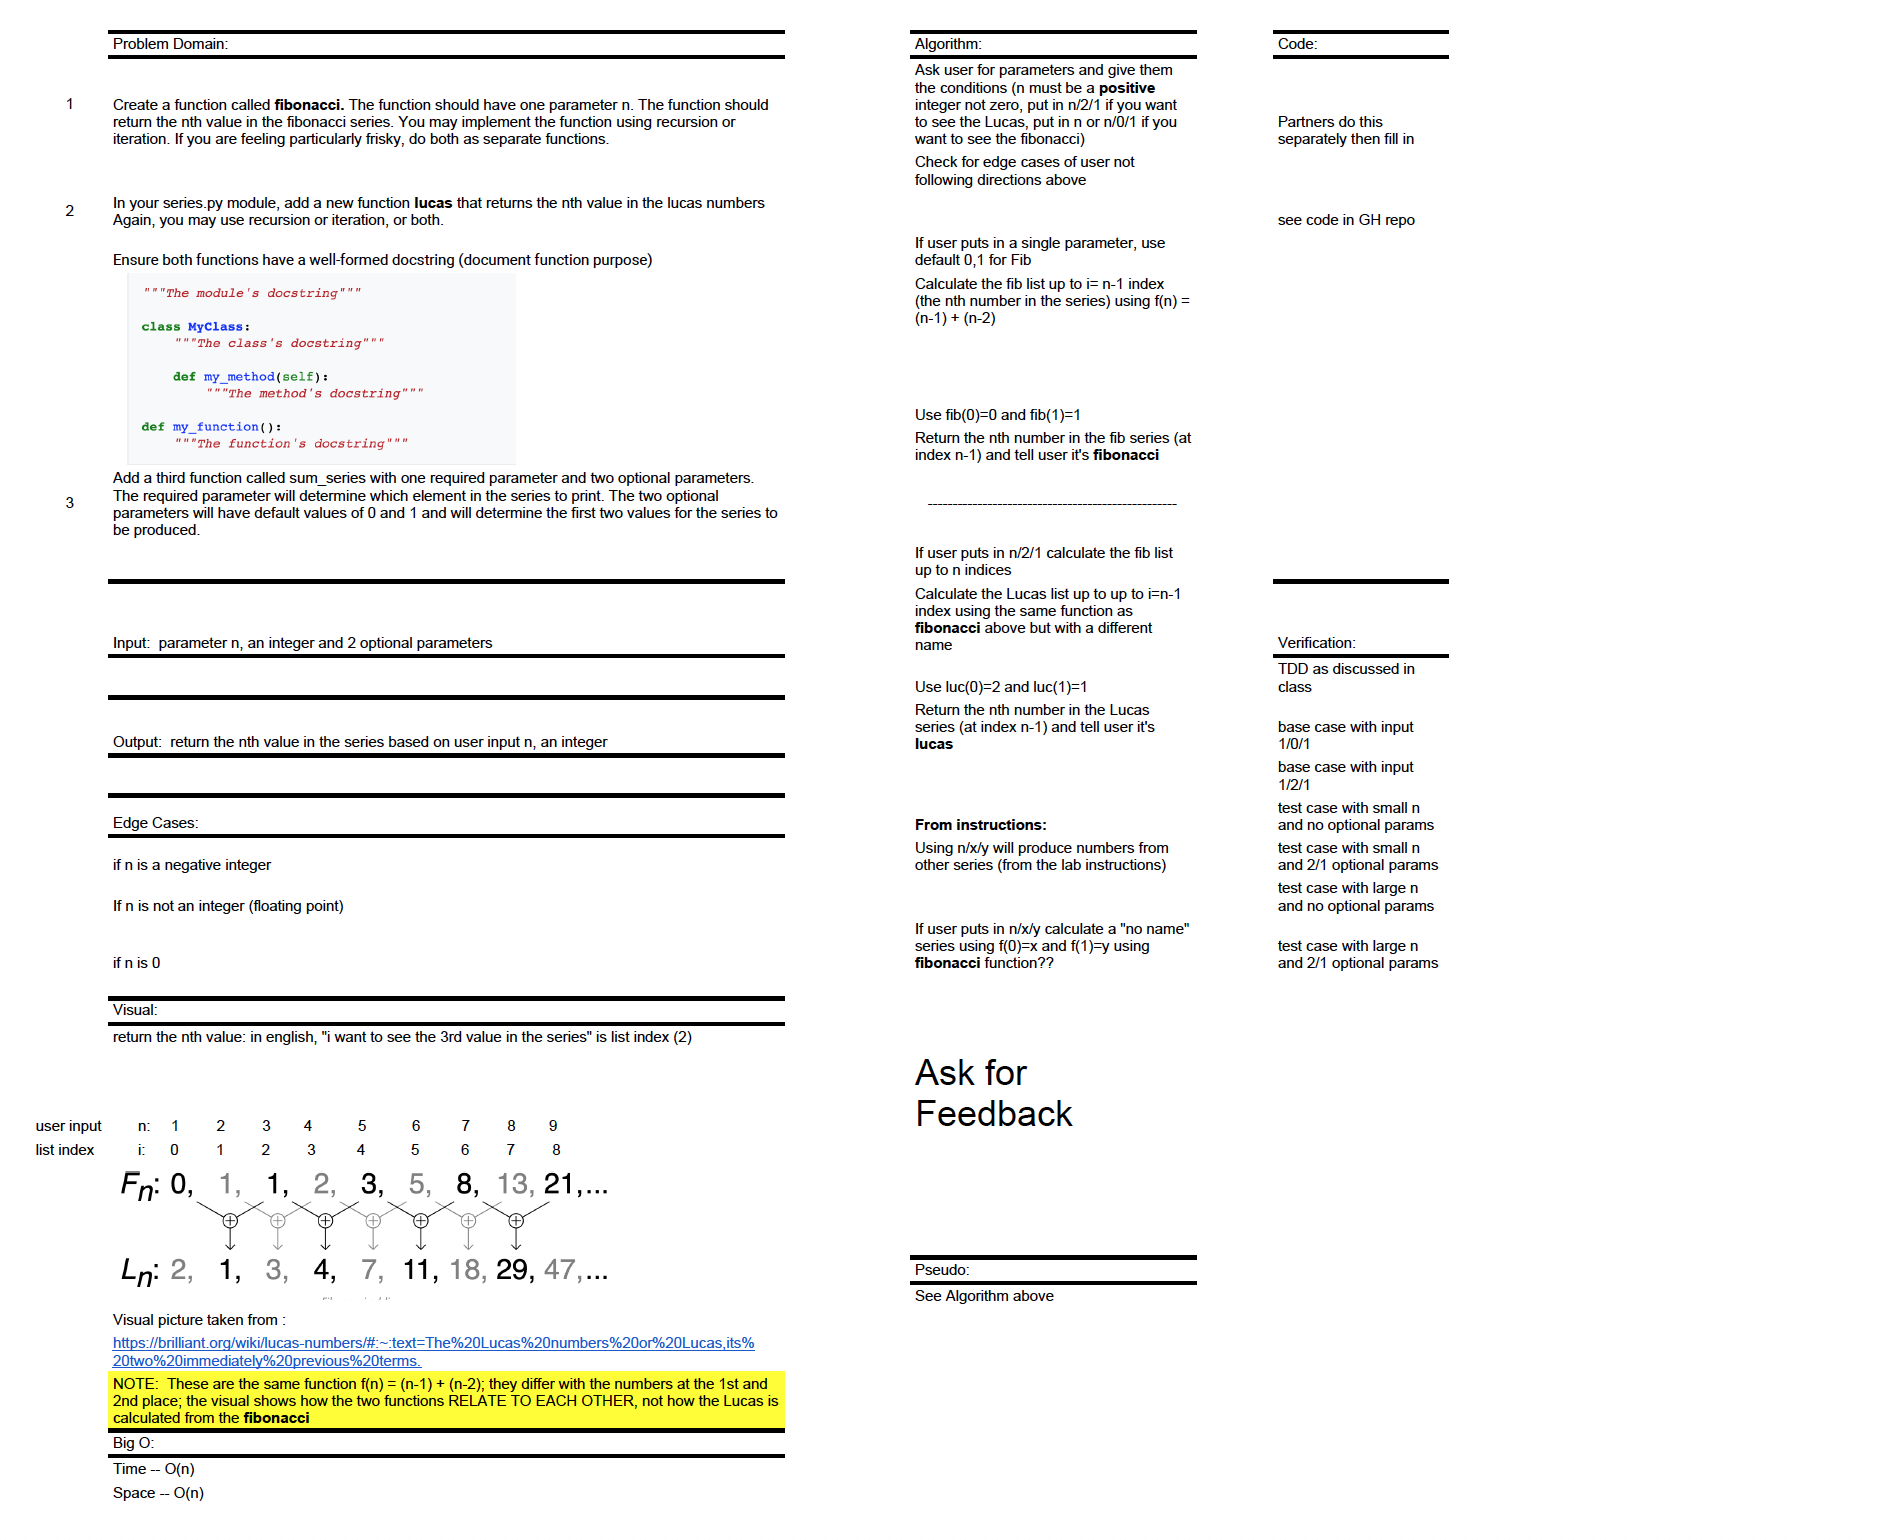 Problem Domain:
1
Create a function called fibonacci. The function should have one parameter n. The function should
return the nth value in the fibonacci series. You may implement the function using recursion or
iteration. If you are feeling particularly frisky, do both as separate functions.
2
In your series.py module, add a new function lucas that returns the nth value in the lucas numbers
Again, you may use recursion or iteration, or both.
Ensure both functions have a well-formed docstring (document function purpose)
"""The module's docstring"""
class MyClass:
"""The class's docstring"""
def my_method(self):
"""The method's docstring"""
def my_function():
"""The function's docstring"""
3
Add a third function called sum_series with one required parameter and two optional parameters.
The required parameter will determine which element in the series to print. The two optional
parameters will have default values of 0 and 1 and will determine the first two values for the series to
be produced.
Input:  parameter n, an integer and 2 optional parameters
Output:  return the nth value in the series based on user input n, an integer
Edge Cases:
if n is a negative integer
If n is not an integer (floating point)
if n is 0
Visual:
return the nth value: in english, "i want to see the 3rd value in the series" is list index (2)
user input n: 1 2 3 4 5 6 7 8 9
list index i: 0 1 2 3 4 5 6 7 8
Fn: 0, 1, 1, 2, 3, 5, 8, 13, 21,...
Ln: 2, 1, 3, 4, 7, 11, 18, 29, 47,...
Visual picture taken from :
https://brilliant.org/wiki/lucas-numbers/#:~:text=The%20Lucas%20numbers%20or%20Lucas,its%
20two%20immediately%20previous%20terms.
NOTE:  These are the same function f(n) = (n-1) + (n-2); they differ with the numbers at the 1st and
2nd place; the visual shows how the two functions RELATE TO EACH OTHER, not how the Lucas is
calculated from the fibonacci
Big O:
Time -- O(n)
Space -- O(n)
Algorithm:
Ask user for parameters and give them
the conditions (n must be a positive
integer not zero, put in n/2/1 if you want
to see the Lucas, put in n or n/0/1 if you
want to see the fibonacci)
Check for edge cases of user not
following directions above
If user puts in a single parameter, use
default 0,1 for Fib
Calculate the fib list up to i= n-1 index
(the nth number in the series) using f(n) =
(n-1) + (n-2)
Use fib(0)=0 and fib(1)=1
Return the nth number in the fib series (at
index n-1) and tell user it's fibonacci
--------------------------------------------------
If user puts in n/2/1 calculate the fib list
up to n indices
Calculate the Lucas list up to up to i=n-1
index using the same function as
fibonacci above but with a different
name
Use luc(0)=2 and luc(1)=1
Return the nth number in the Lucas
series (at index n-1) and tell user it's
lucas
From instructions:
Using n/x/y will produce numbers from
other series (from the lab instructions)
If user puts in n/x/y calculate a "no name"
series using f(0)=x and f(1)=y using
fibonacci function??
Ask for
Feedback
Pseudo:
See Algorithm above
Code:
Partners do this
separately then fill in
see code in GH repo
Verification:
TDD as discussed in
class
base case with input
1/0/1
base case with input
1/2/1
test case with small n
and no optional params
test case with small n
and 2/1 optional params
test case with large n
and no optional params
test case with large n
and 2/1 optional params